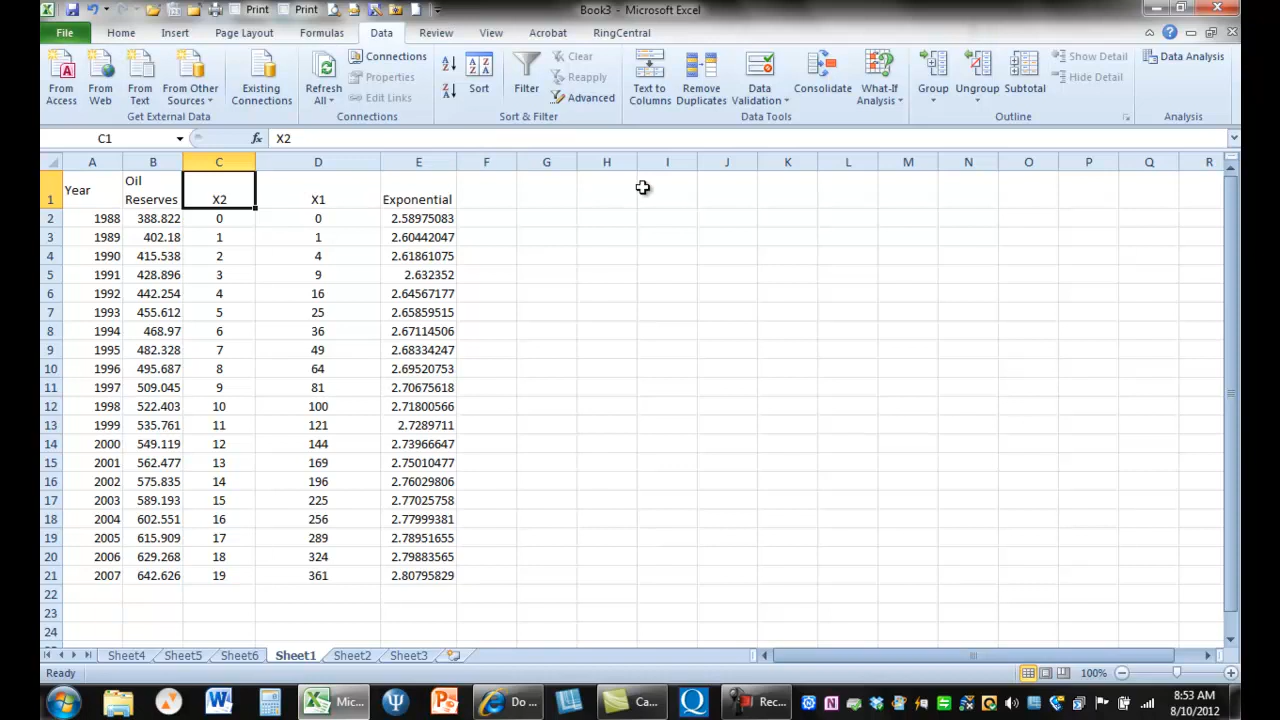 Print Print Book3 - Microsoft Excel
File Home Insert Page Layout Formulas Data Review View Acrobat RingCentral
From Access
From Web
From Text
From Other Sources
Existing Connections
Get External Data
Refresh All
Connections
Properties
Edit Links
Connections
Sort
Filter
Clear
Reapply
Advanced
Sort & Filter
Text to Columns
Remove Duplicates
Data Validation
Consolidate
What-If Analysis
Data Tools
Group
Ungroup
Subtotal
Show Detail
Hide Detail
Outline
Data Analysis
Analysis
C1 fx X2
A B C D E F G H I J K L M N O P Q R
1 Year Oil Reserves X2 X1 Exponential
2 1988 388.822 0 0 2.58975083
3 1989 402.18 1 1 2.60442047
4 1990 415.538 2 4 2.61861075
5 1991 428.896 3 9 2.632352
6 1992 442.254 4 16 2.64567177
7 1993 455.612 5 25 2.65859515
8 1994 468.97 6 36 2.67114506
9 1995 482.328 7 49 2.68334247
10 1996 495.687 8 64 2.69520753
11 1997 509.045 9 81 2.70675618
12 1998 522.403 10 100 2.71800566
13 1999 535.761 11 121 2.7289711
14 2000 549.119 12 144 2.73966647
15 2001 562.477 13 169 2.75010477
16 2002 575.835 14 196 2.76029806
17 2003 589.193 15 225 2.77025758
18 2004 602.551 16 256 2.77999381
19 2005 615.909 17 289 2.78951655
20 2006 629.268 18 324 2.79883565
21 2007 642.626 19 361 2.80795829
22
23
24
Sheet4 Sheet5 Sheet6 Sheet1 Sheet2 Sheet3
Ready 100%
Mic... Do ... Ca... Rec...
8:53 AM
8/10/2012